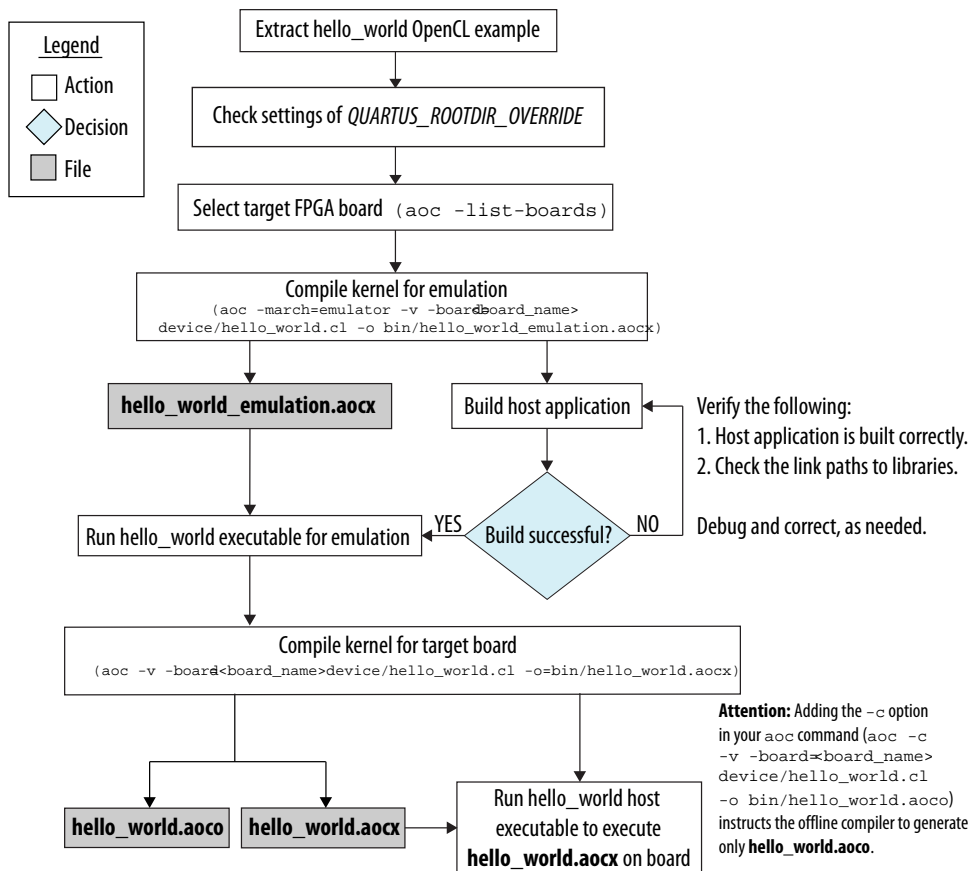 Extract hello_world OpenCL example
Legend
Action
Decision
File
Check settings of QUARTUS_ROOTDIR_OVERRIDE
Select target FPGA board (aoc -list-boards)
Compile kernel for emulation
(aoc -march=emulator -v -board=<board_name>
device/hello_world.cl -o bin/hello_world_emulation.aocx)
hello_world_emulation.aocx
Build host application
Verify the following:
1. Host application is built correctly.
2. Check the link paths to libraries.
Run hello_world executable for emulation
YES
Build successful?
NO
Debug and correct, as needed.
Compile kernel for target board
(aoc -v -board=<board_name>device/hello_world.cl -o=bin/hello_world.aocx)
Attention: Adding the -c option
in your aoc command (aoc -c
-v -board=<board_name>
device/hello_world.cl
-o bin/hello_world.aoco)
instructs the offline compiler to generate
only hello_world.aoco.
hello_world.aoco
hello_world.aocx
Run hello_world host
executable to execute
hello_world.aocx on board